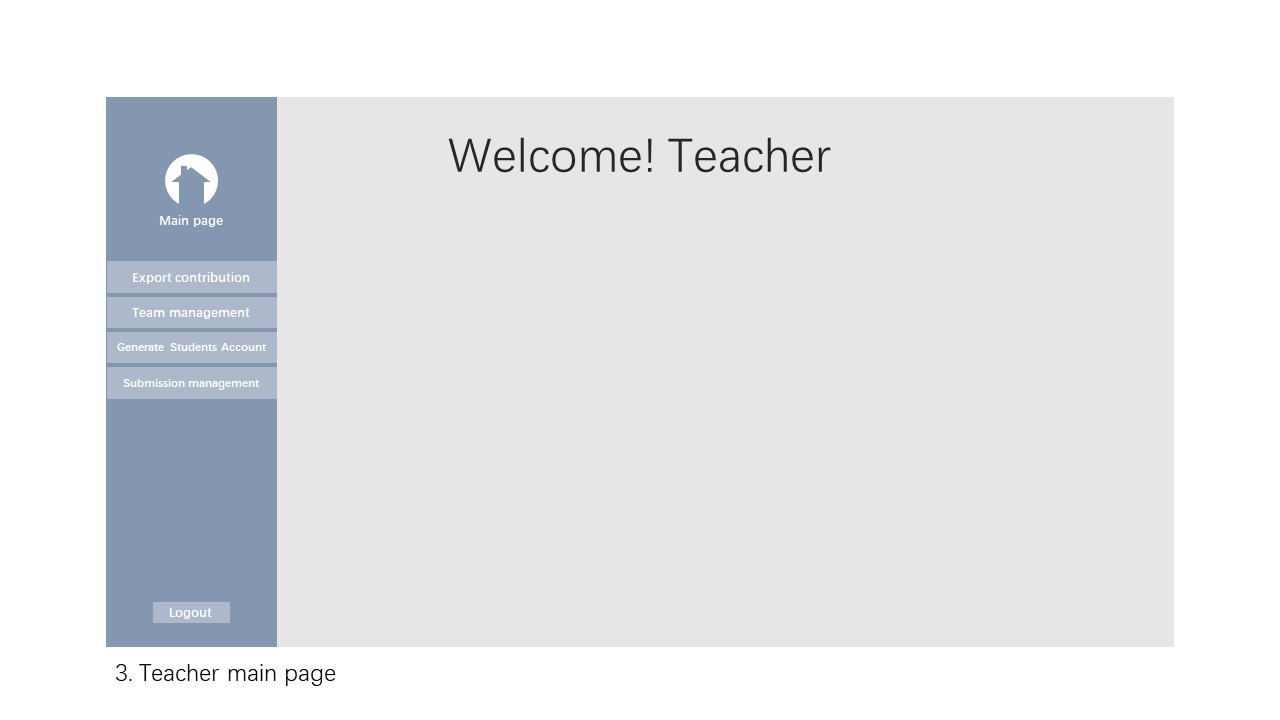 Welcome! Teacher
Main page
Export contribution
Team management
Generate Students Account
Submission management
Logout
3. Teacher main page